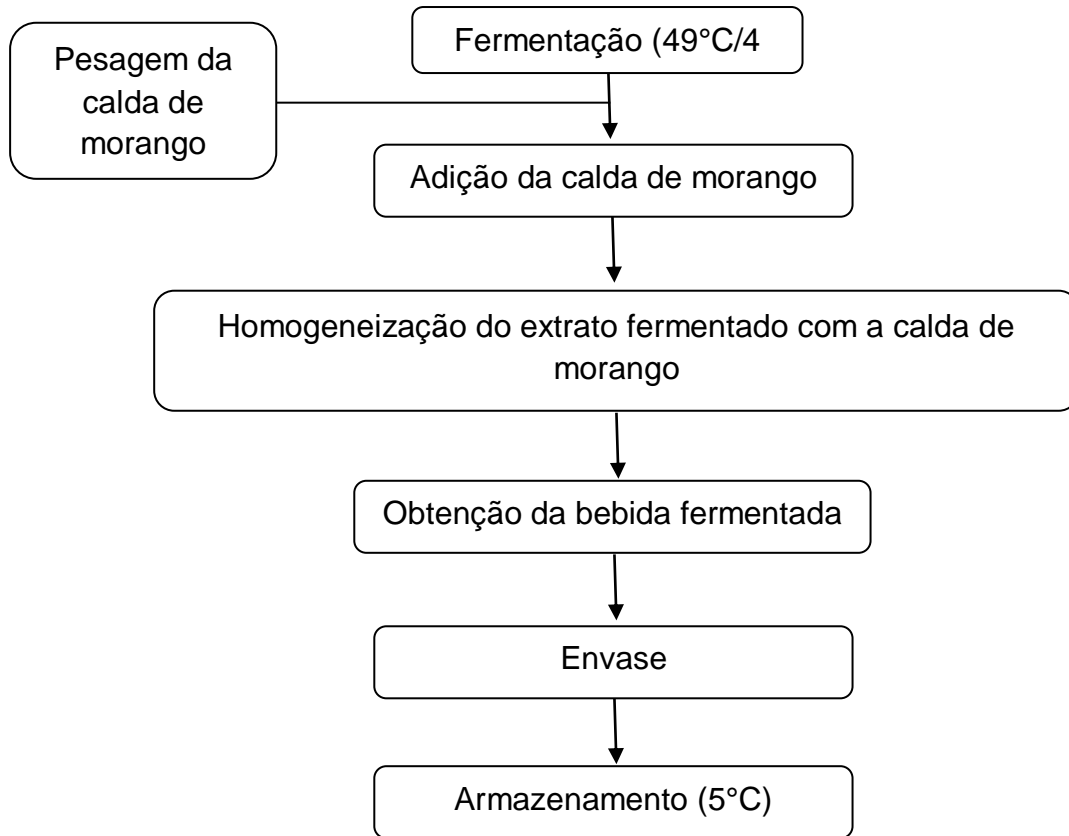 Fermentação (49°C/4
Pesagem da
calda de
morango
Adição da calda de morango
Homogeneização do extrato fermentado com a calda de
morango
Obtenção da bebida fermentada
Envase
Armazenamento (5°C)